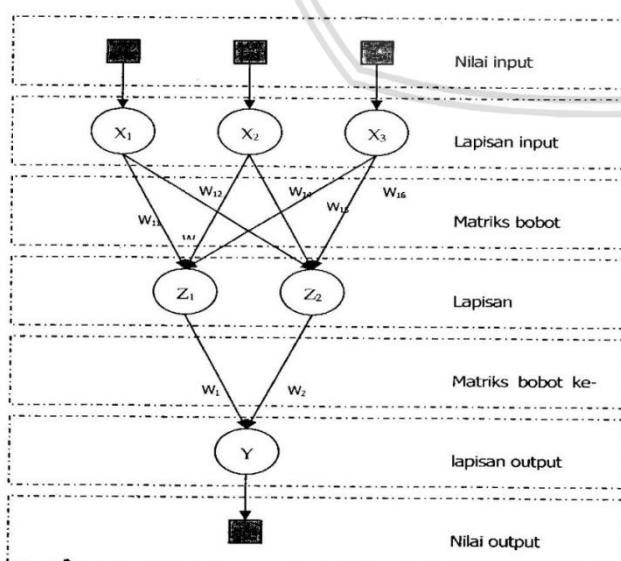 Nilai input
X₁ X₂ X₃ Lapisan input
W₁₂ W₁₄ W₁₆
W₁₁ W₁₅ Matriks bobot
W
Z₁ Z₂ Lapisan
Matriks bobot ke-
W₁ W₂
Y lapisan output
Nilai output